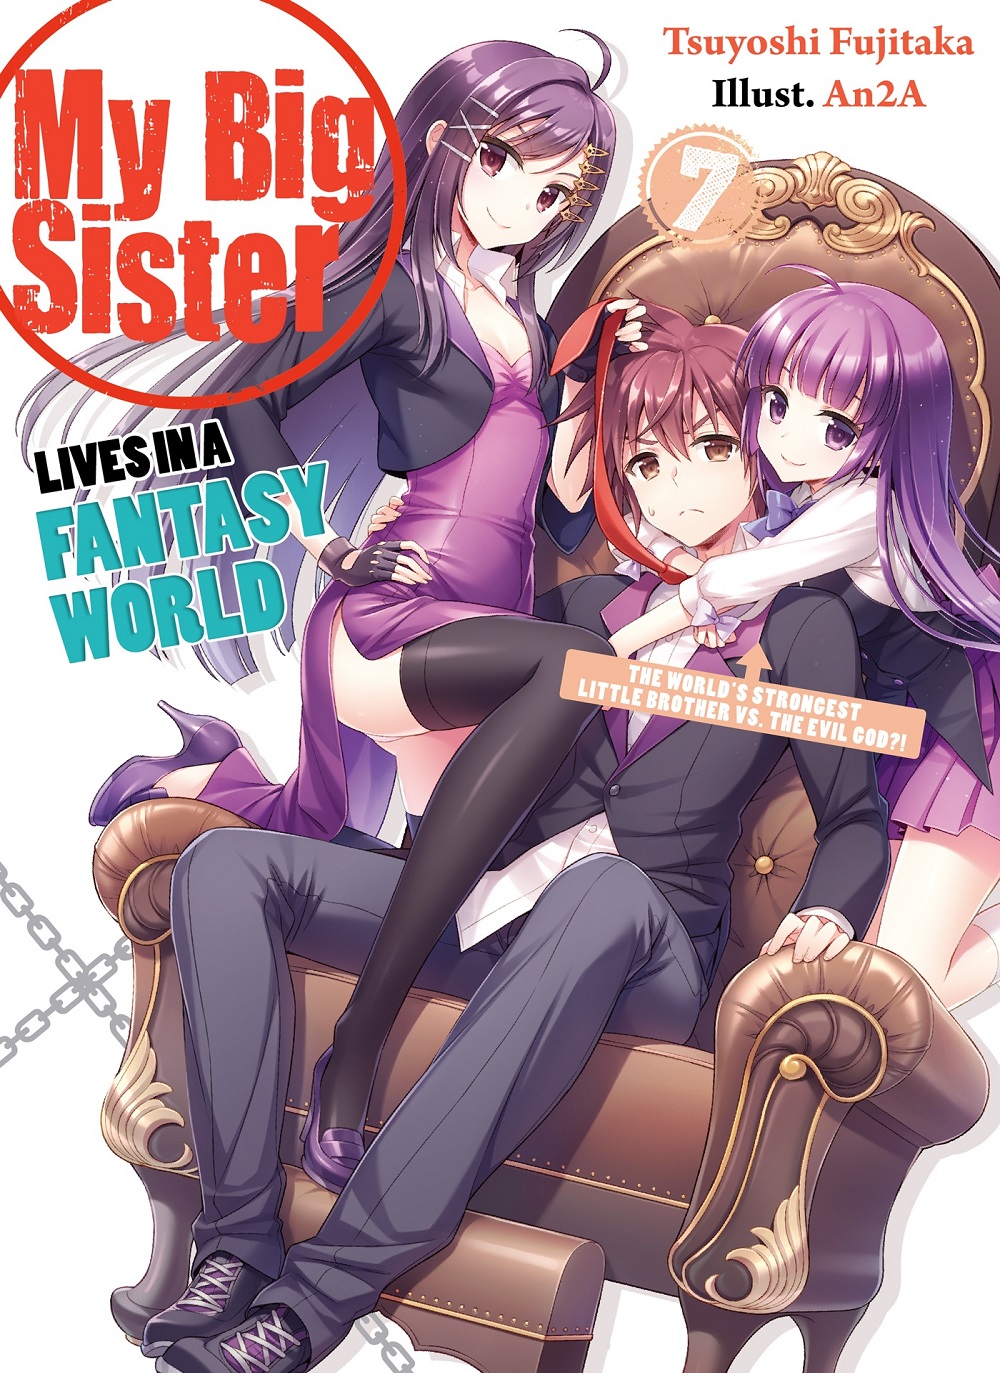 My Big
Sister
LIVES IN A
FANTASY
WORLD
Tsuyoshi Fujitaka
Illust. An2A
7
THE WORLD'S STRONGEST
LITTLE BROTHER VS. THE EVIL GOD?!